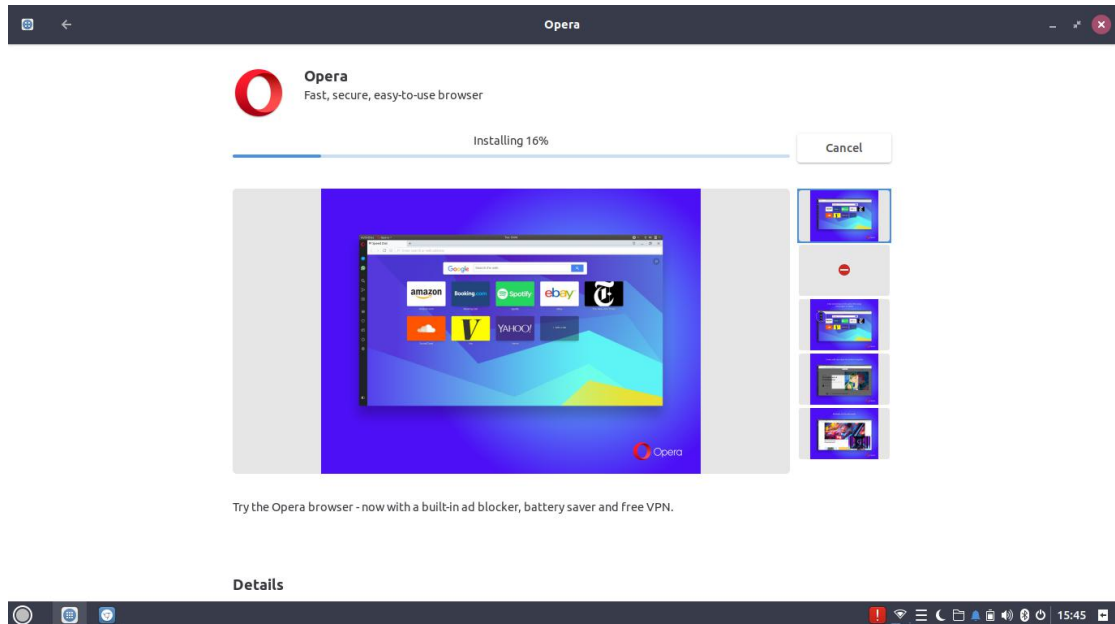 Opera
Opera
Fast, secure, easy-to-use browser
Installing 16%
Cancel
Google
amazon
Booking.com
Spotify
ebay
V
YAHOO!
Opera
Try the Opera browser - now with a built-in ad blocker, battery saver and free VPN.
Details
15:45